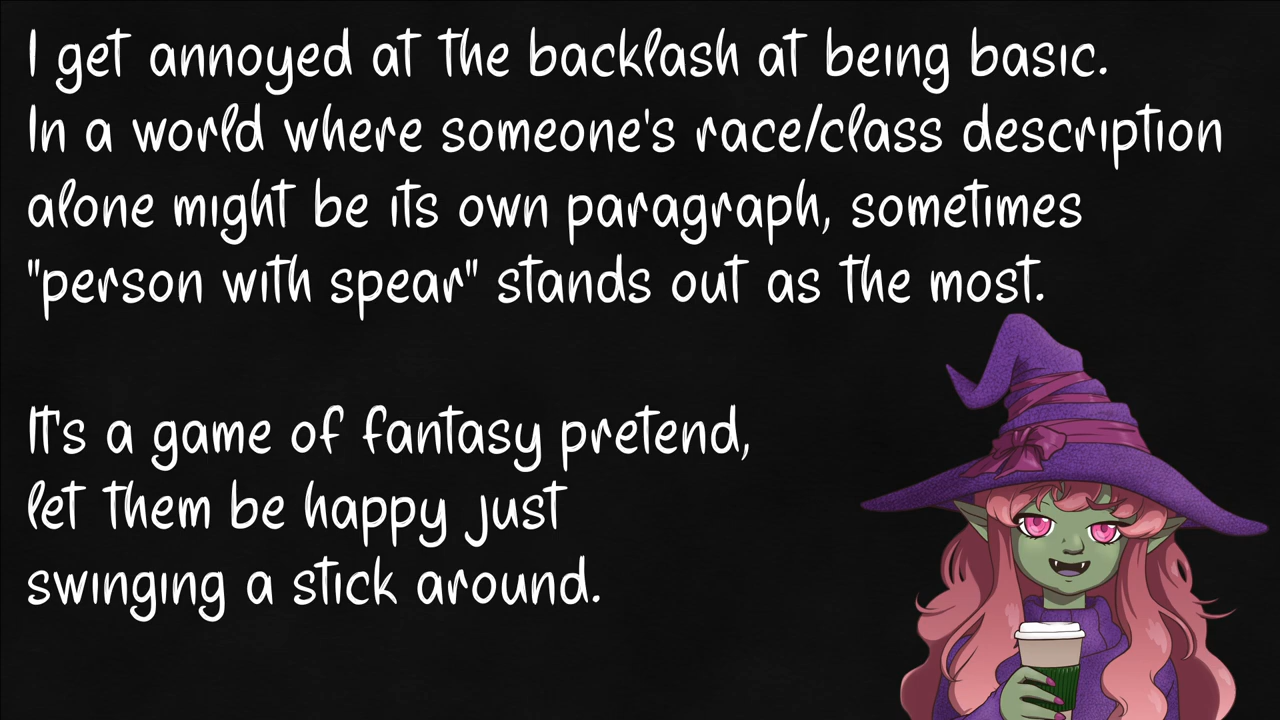 I get annoyed at the backlash at being basic.
In a world where someone's race/class description
alone might be its own paragraph, sometimes
"person with spear" stands out as the most.
It's a game of fantasy pretend,
let them be happy just
swinging a stick around.